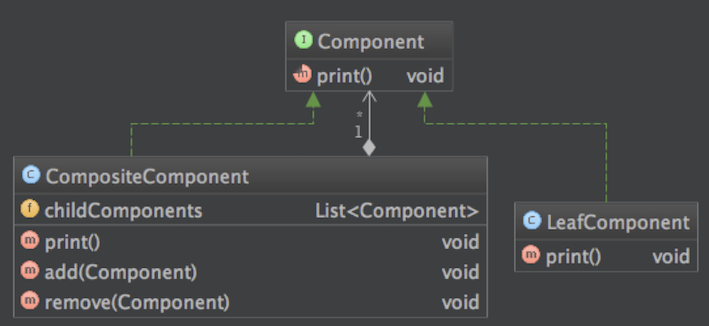 I Component
m print() void
*
1
C CompositeComponent
f childComponents List<Component>
m print() void
m add(Component) void
m remove(Component) void
C LeafComponent
m print() void